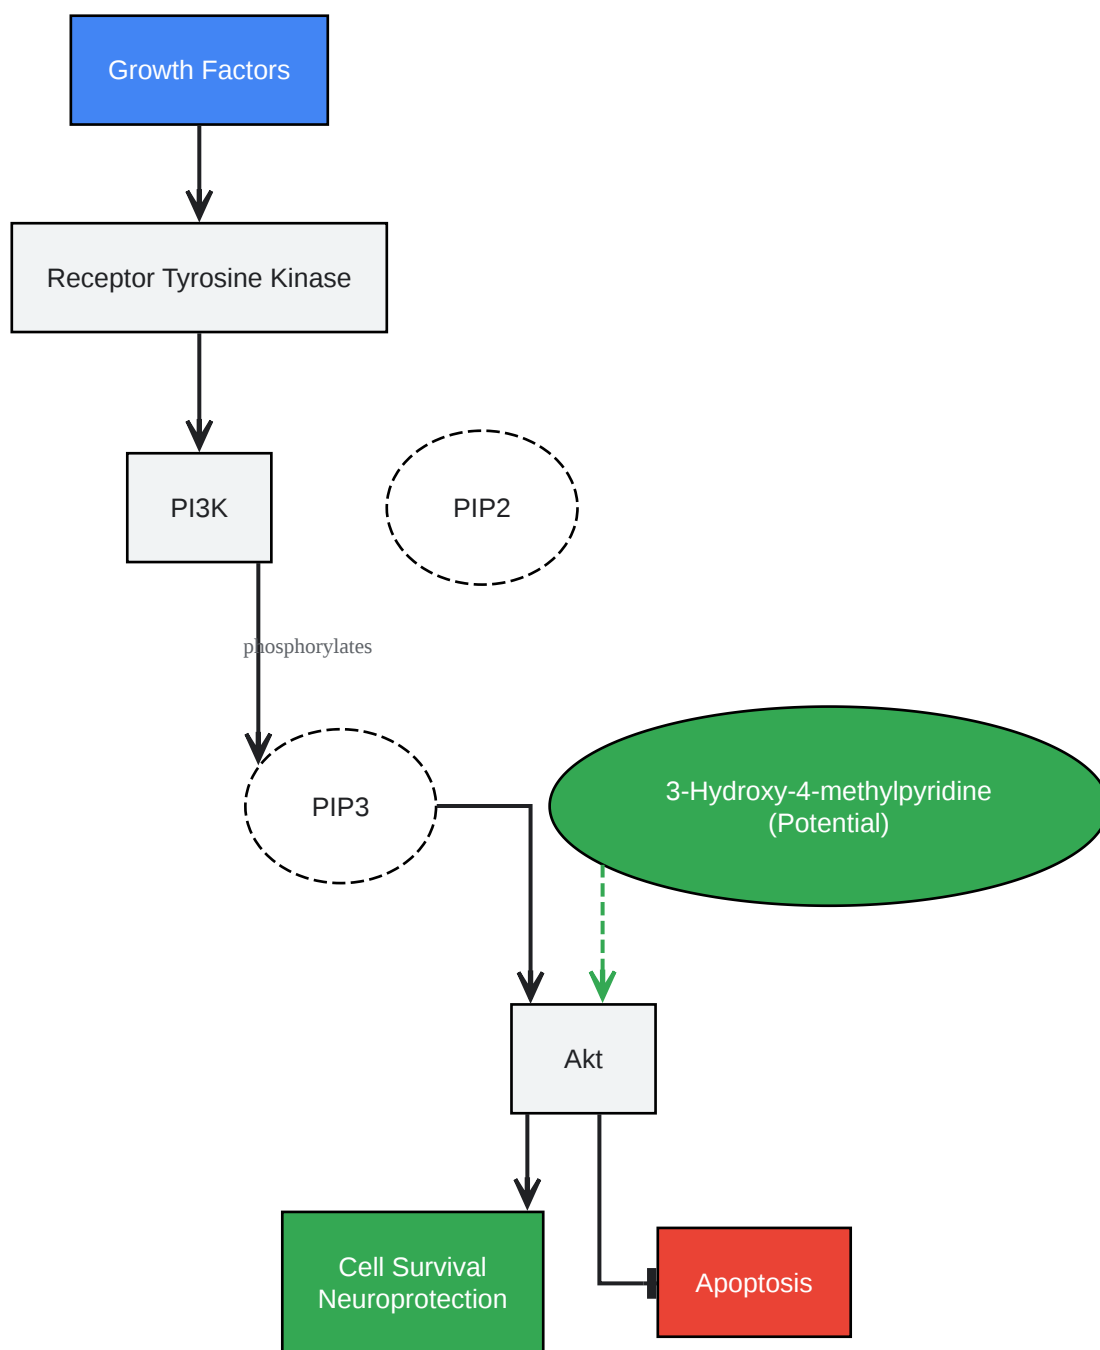 Growth Factors
Receptor Tyrosine Kinase
PI3K
PIP2
phosphorylates
PIP3
3-Hydroxy-4-methylpyridine
(Potential)
Akt
Cell Survival
Neuroprotection
Apoptosis